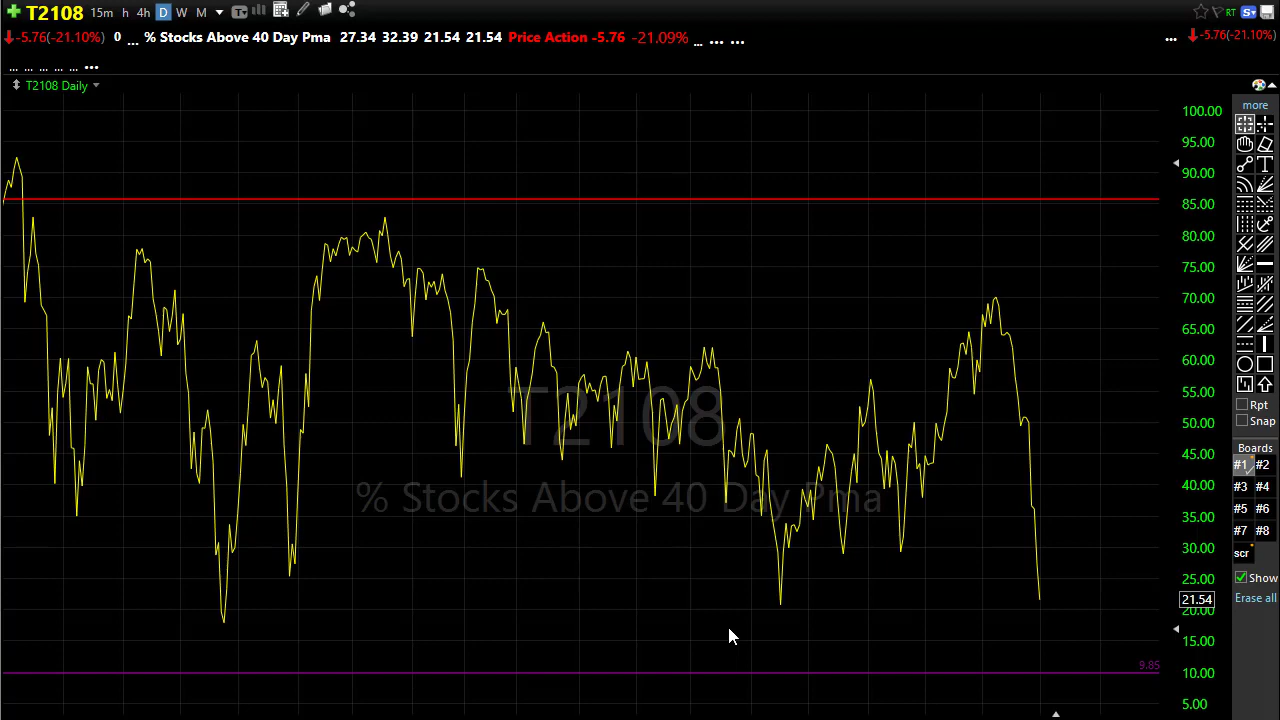 T2108 15m h 4h D W M T RT S
-5.76(-21.10%) 0 ... % Stocks Above 40 Day Pma 27.34 32.39 21.54 21.54 Price Action -5.76 -21.09% ... ... ... ... -5.76(-21.10%)
... ... ... ... ... ...
T2108 Daily
more
100.00
95.00
90.00
85.00
80.00
75.00
70.00
65.00
60.00
55.00
50.00
45.00
40.00
35.00
30.00
25.00
21.54
20.00
15.00
10.00
5.00
9.85
T2108
% Stocks Above 40 Day Pma
T
Rpt
Snap
Boards
#1 #2
#3 #4
#5 #6
#7 #8
scr
Show
Erase all